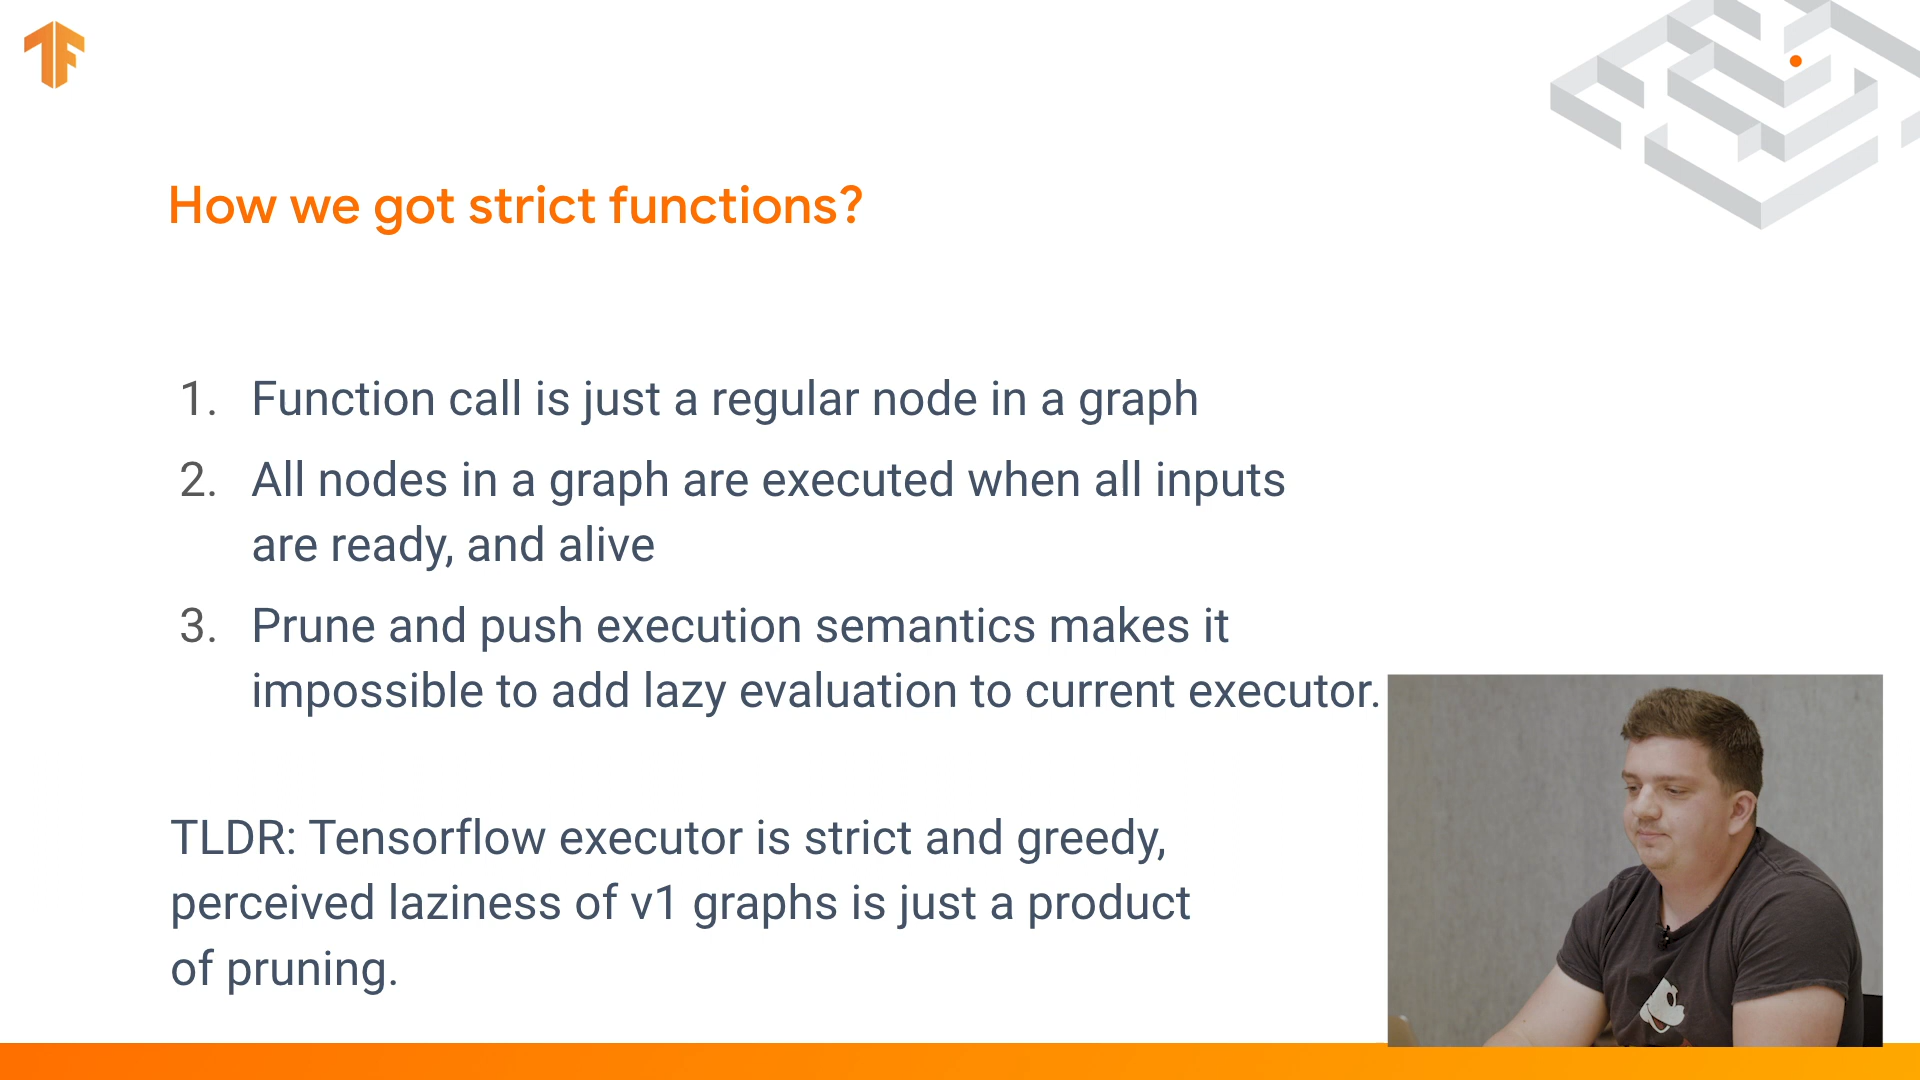 How we got strict functions?
1. Function call is just a regular node in a graph
2. All nodes in a graph are executed when all inputs
are ready, and alive
3. Prune and push execution semantics makes it
impossible to add lazy evaluation to current executor.
TLDR: Tensorflow executor is strict and greedy,
perceived laziness of v1 graphs is just a product
of pruning.